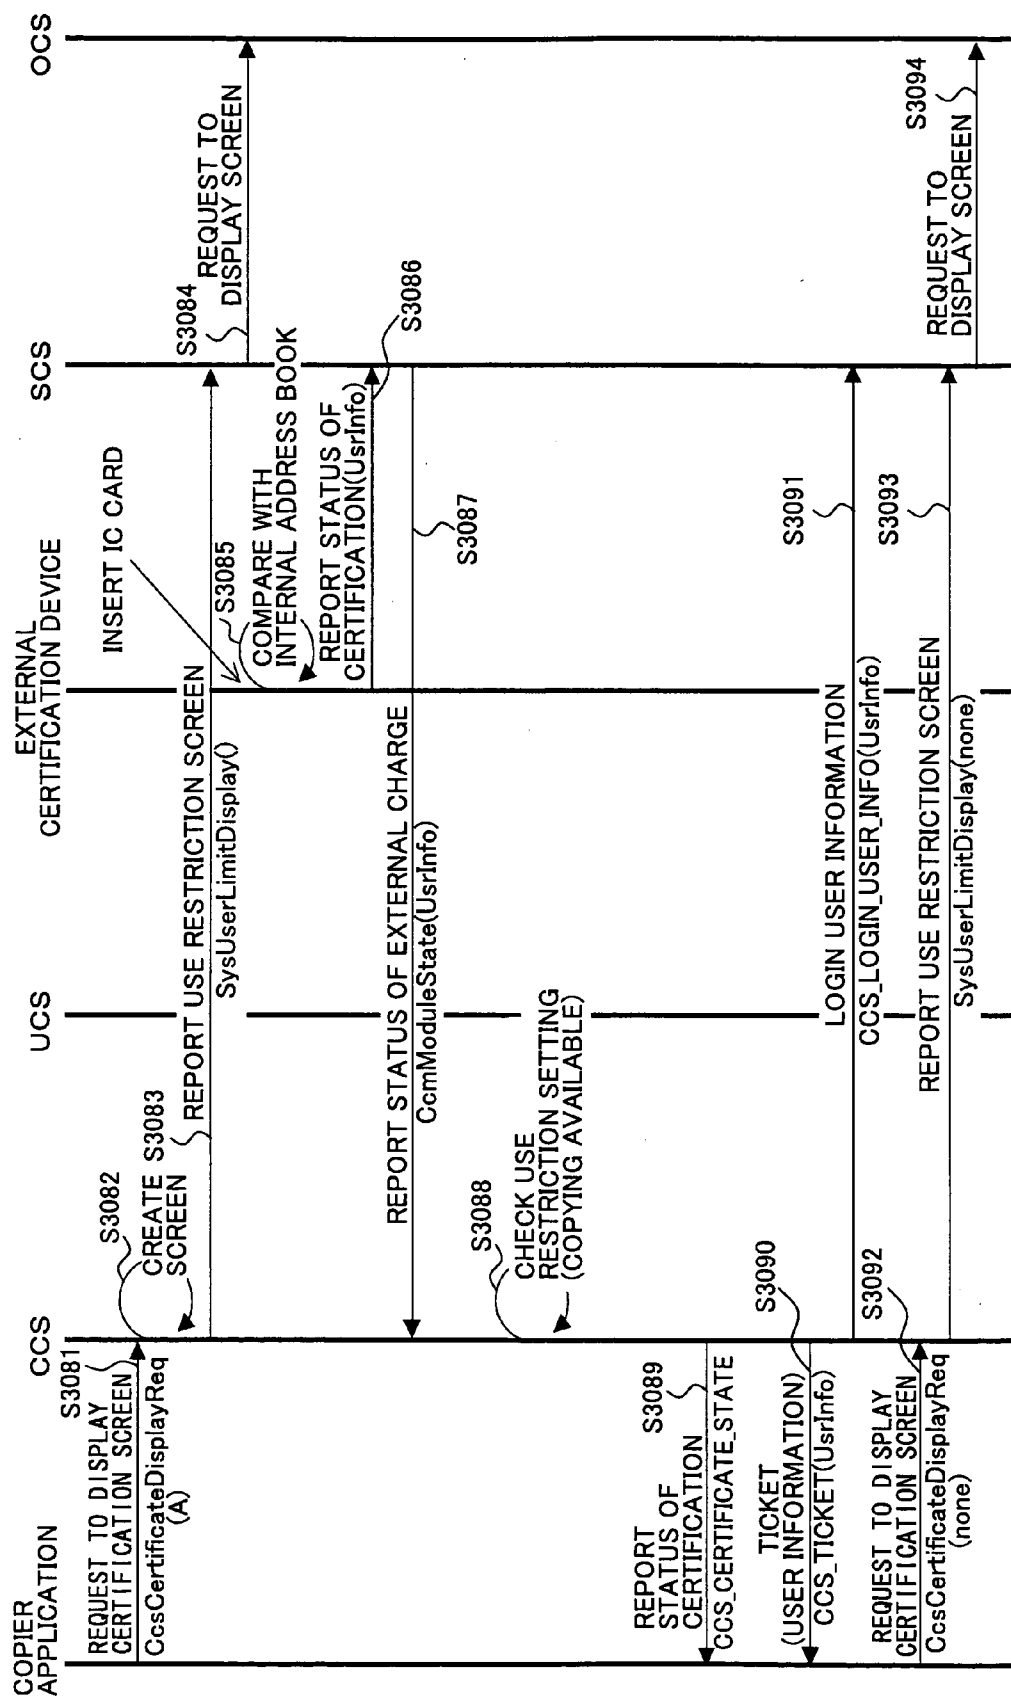 COPIER
APPLICATION
CCS
UCS
EXTERNAL
CERTIFICATION DEVICE
SCS
OCS
S3081
REQUEST TO DISPLAY
CERTIFICATION SCREEN
CcsCertificateDisplayReq
(A)
S3082
CREATE
SCREEN
S3083
REPORT USE RESTRICTION SCREEN
SysUserLimitDisplay()
INSERT IC CARD
S3084
REQUEST TO
DISPLAY SCREEN
S3085
COMPARE WITH
INTERNAL ADDRESS BOOK
REPORT STATUS OF
CERTIFICATION(UsrInfo)
S3086
REPORT STATUS OF EXTERNAL CHARGE
CcmModuleState(UsrInfo)
S3087
S3088
CHECK USE
RESTRICTION SETTING
(COPYING AVAILABLE)
REPORT
STATUS OF
CERTIFICATION
S3089
CCS_CERTIFICATE_STATE
TICKET
(USER INFORMATION)
S3090
CCS_TICKET(UsrInfo)
LOGIN USER INFORMATION
S3091
CCS_LOGIN_USER_INFO(UsrInfo)
REQUEST TO DISPLAY
CERTIFICATION SCREEN
S3092
CcsCertificateDisplayReq
(none)
REPORT USE RESTRICTION SCREEN
S3093
SysUserLimitDisplay(none)
REQUEST TO
DISPLAY SCREEN
S3094